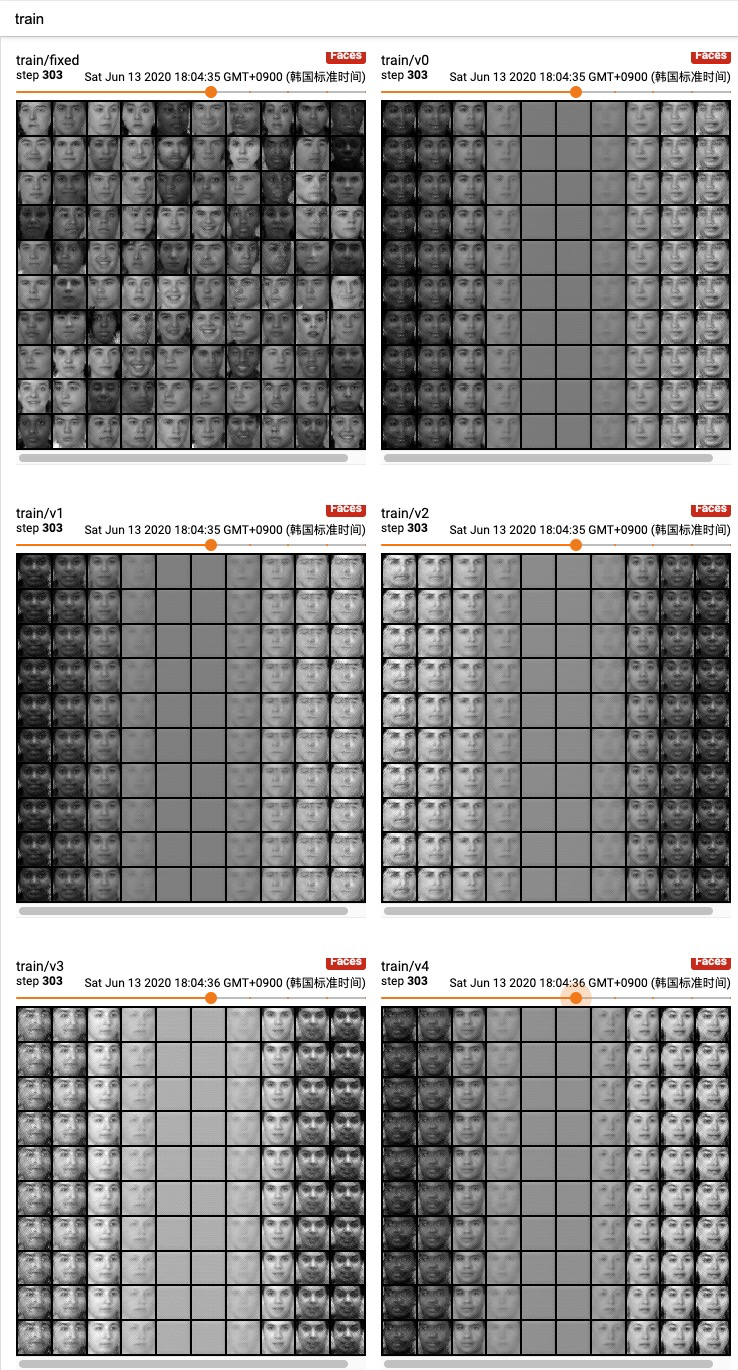 train
train/fixed
Faces
step 303
Sat Jun 13 2020 18:04:35 GMT+0900 (韩国标准时间)
train/v0
Faces
step 303
Sat Jun 13 2020 18:04:35 GMT+0900 (韩国标准时间)
train/v1
Faces
step 303
Sat Jun 13 2020 18:04:35 GMT+0900 (韩国标准时间)
train/v2
Faces
step 303
Sat Jun 13 2020 18:04:35 GMT+0900 (韩国标准时间)
train/v3
Faces
step 303
Sat Jun 13 2020 18:04:36 GMT+0900 (韩国标准时间)
train/v4
Faces
step 303
Sat Jun 13 2020 18:04:36 GMT+0900 (韩国标准时间)